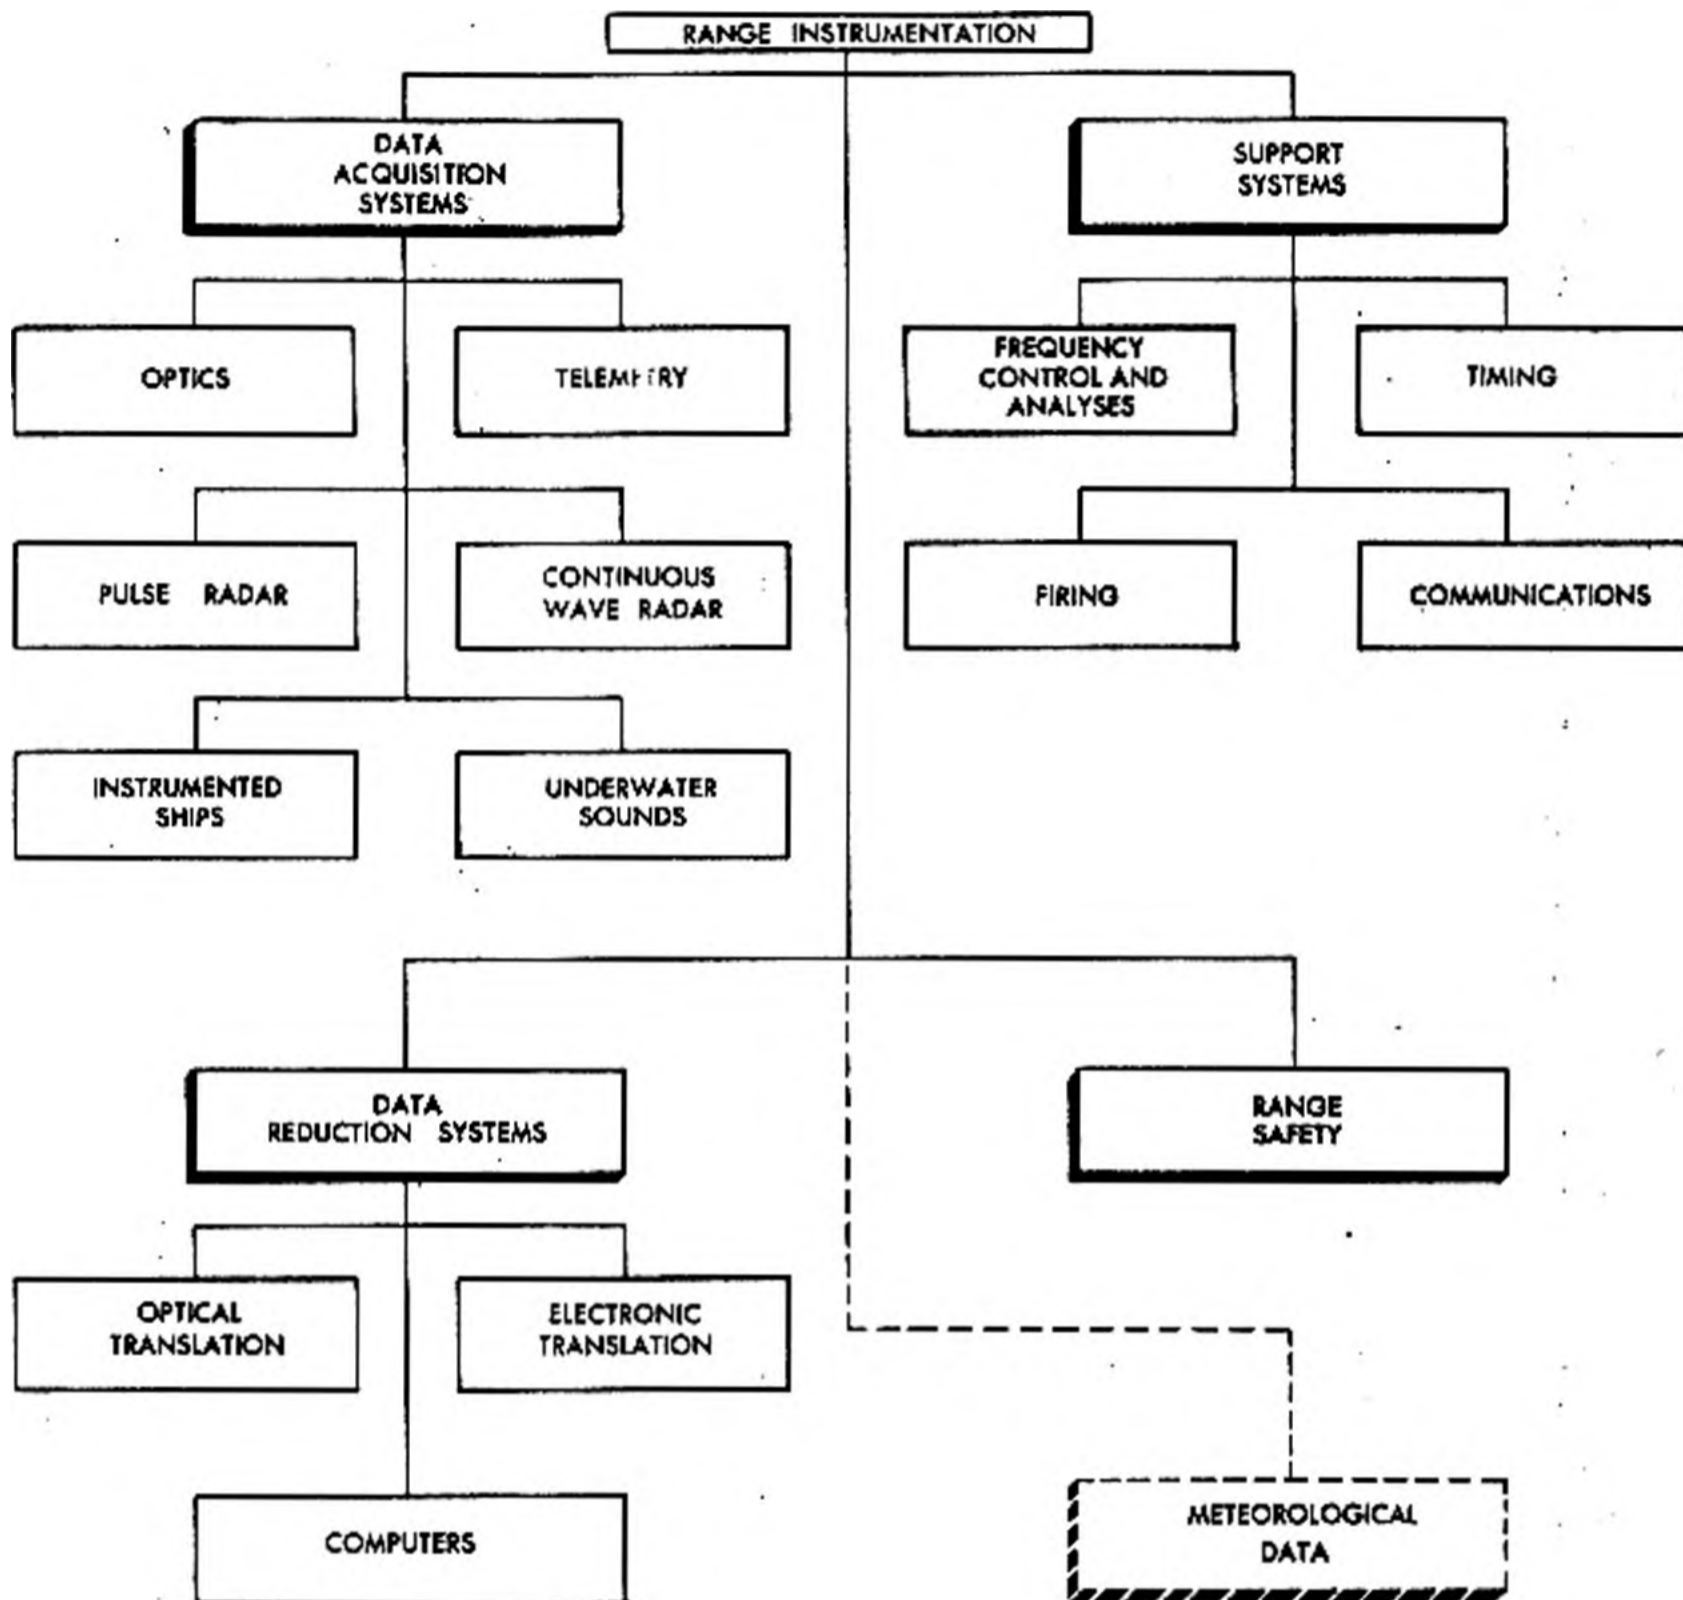 RANGE INSTRUMENTATION
DATA
ACQUISITION
SYSTEMS
SUPPORT
SYSTEMS
OPTICS
TELEMETRY
FREQUENCY
CONTROL AND
ANALYSES
TIMING
PULSE RADAR
CONTINUOUS
WAVE RADAR
FIRING
COMMUNICATIONS
INSTRUMENTED
SHIPS
UNDERWATER
SOUNDS
DATA
REDUCTION SYSTEMS
RANGE
SAFETY
OPTICAL
TRANSLATION
ELECTRONIC
TRANSLATION
COMPUTERS
METEOROLOGICAL
DATA